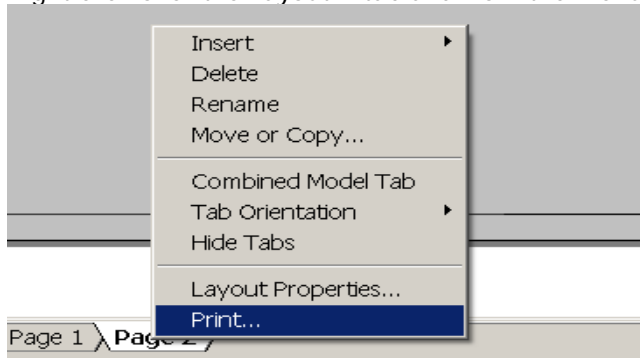 Insert
Delete
Rename
Move or Copy...
Combined Model Tab
Tab Orientation
Hide Tabs
Layout Properties...
Print...
Page 1 Page 2